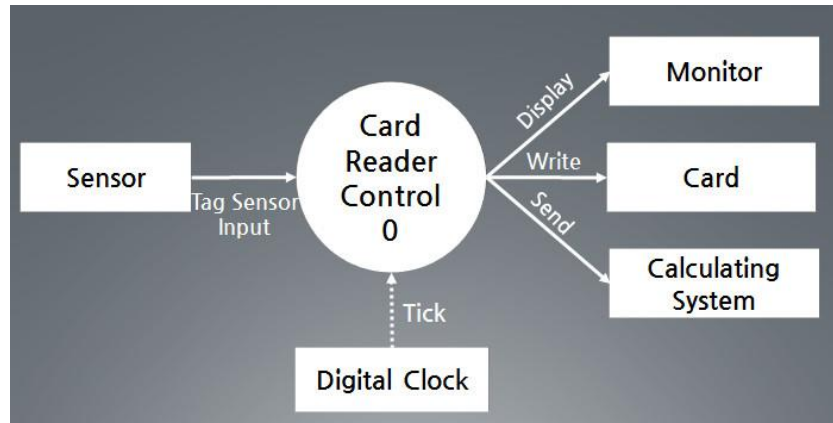 Sensor
Tag Sensor
Input
Card
Reader
Control
0
Display
Write
Send
Monitor
Card
Calculating
System
Tick
Digital Clock